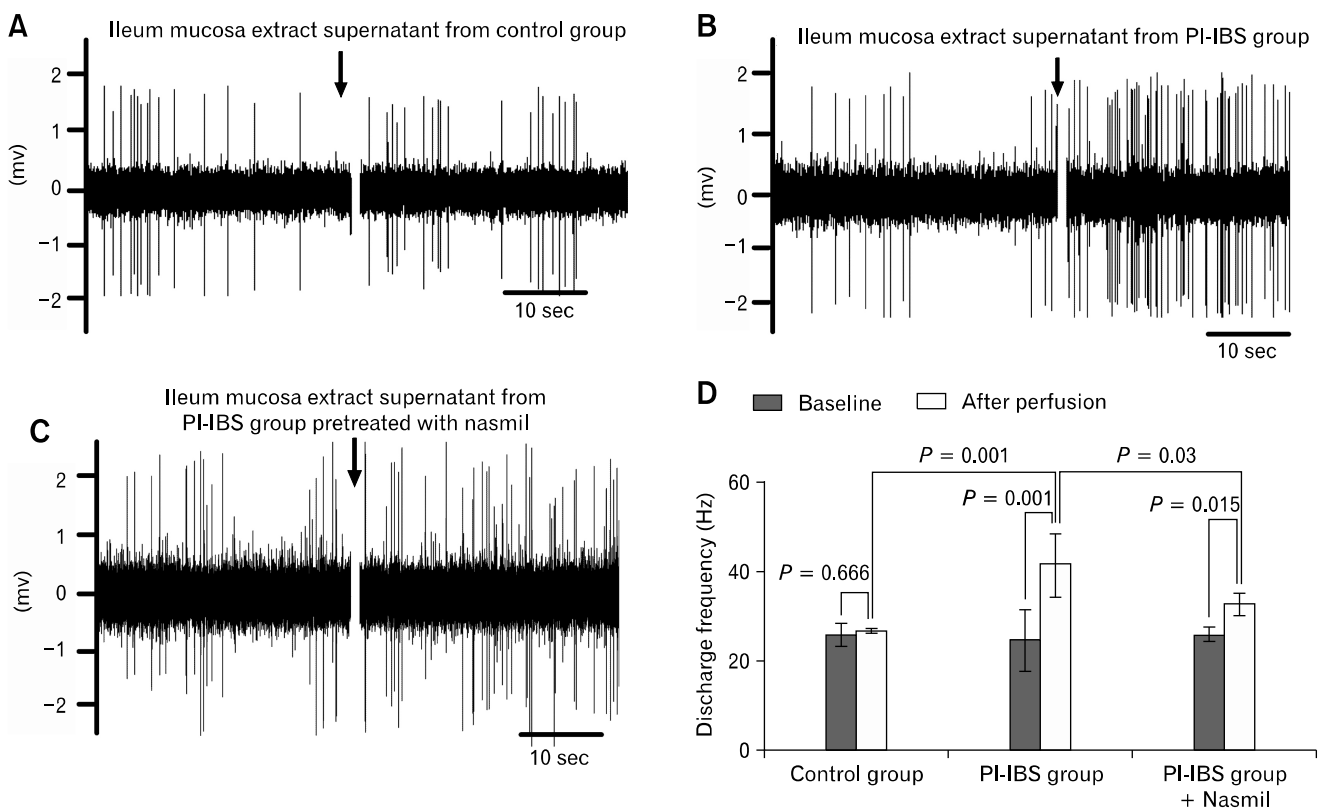 A
Ileum mucosa extract supernatant from control group
2
1
0
−1
−2
(mv)
10 sec
B
Ileum mucosa extract supernatant from PI-IBS group
2
1
0
−1
−2
(mv)
10 sec
C
Ileum mucosa extract supernatant from
PI-IBS group pretreated with nasmil
2
1
0
−1
−2
(mv)
10 sec
D
Baseline
After perfusion
P = 0.001
P = 0.03
P = 0.001
P = 0.015
P = 0.666
60
40
20
0
Discharge frequency (Hz)
Control group
PI-IBS group
PI-IBS group
+ Nasmil